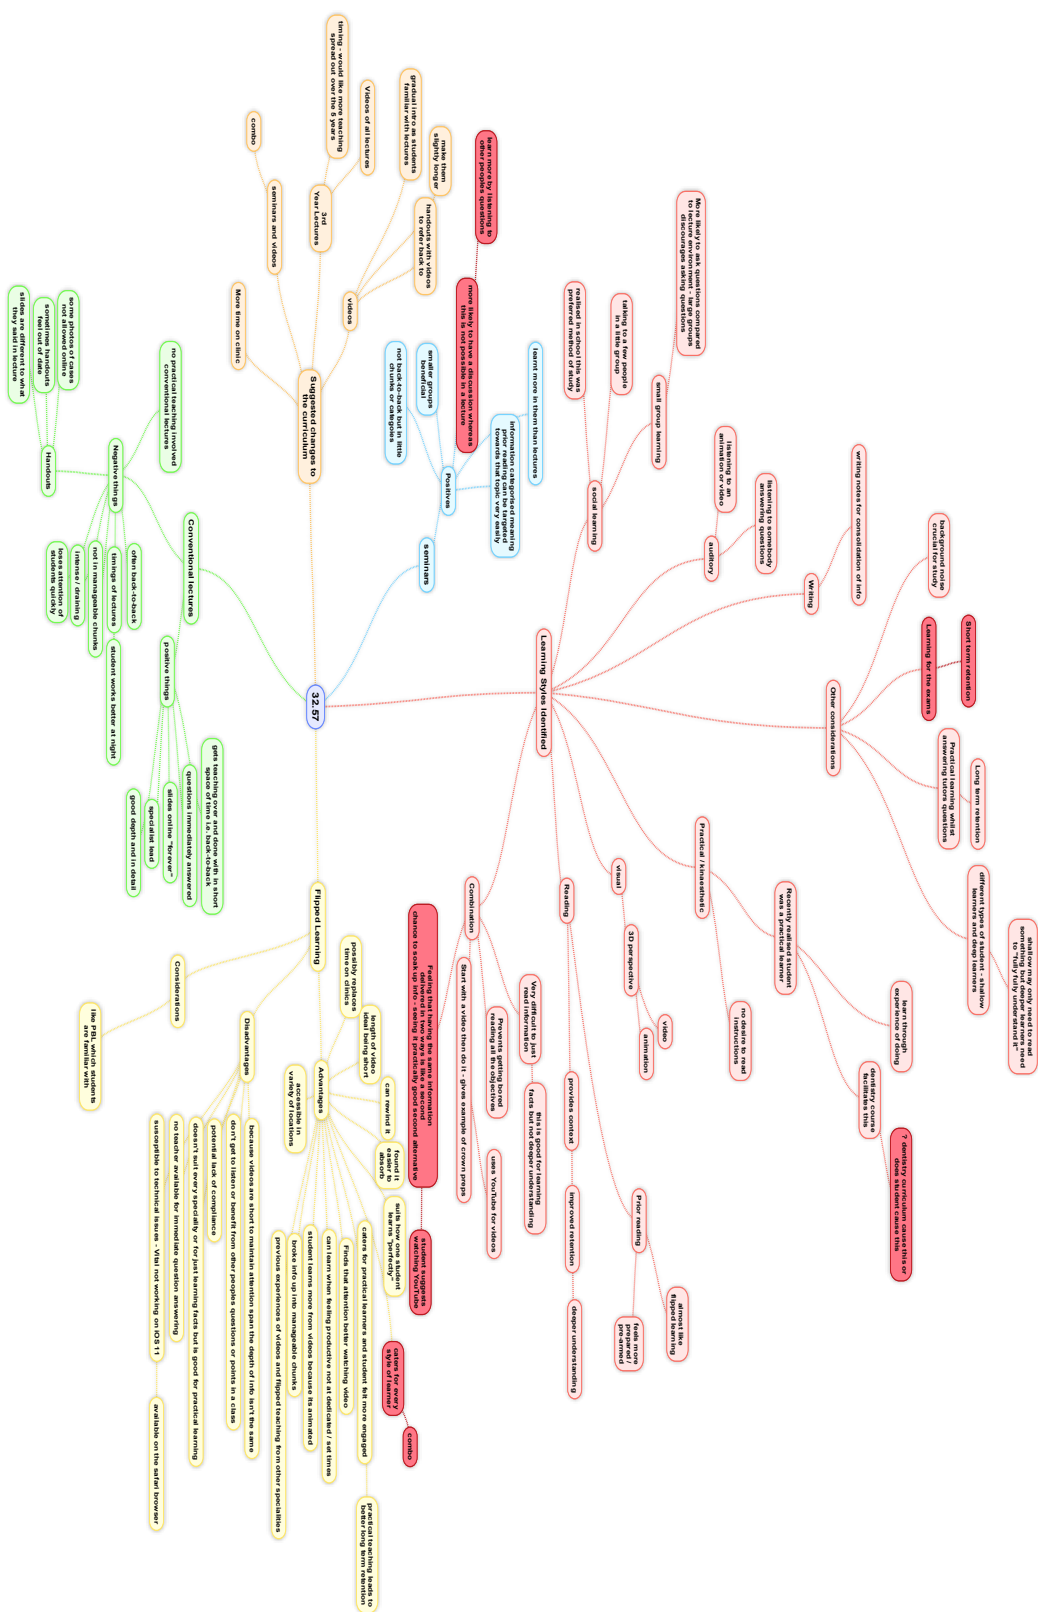 32.57
Learning Styles Identified
social learning
small group learning
More likely to ask questions compared
to lecture environment - large groups
discourages asking questions
talking to a few people
in a little group
realised in school this was
preferred method of study
auditory
listening to an
animation or video
listening to somebody
answering questions
Writing
writing notes for consolidation of info
Other considerations
background noise
crucial for study
Learning for the exams
Short term retention
Practical learning whilst
answering tutors questions
Long term retention
different types of student - shallow
learners and deep learners
shallow may only need to read
something but deeper learners need
to "fully fully understand it"
Practical / kinaesthetic
Recently realised student
was a practical learner
learn through
experience of doing
dentistry course
facilitates this
? dentistry curriculum cause this or
does student cause this
no desire to read
instructions
visual
3D perspective
video
animation
Reading
Prior reading
almost like
flipped learning
feels more
prepared /
pre-armed
provides context
improved retention
deeper understanding
Combination
Very difficult to just
read information
this is good for learning
facts but not deeper understanding
Prevents getting bored
reading all the objectives
Start with a video then do it - gives example of crown preps
uses YouTube for videos
Feeling that having the same information
delivered in two ways is like a second
chance to soak up info - seeing it practically good second alternative
student suggests
watching YouTube
Flipped Learning
Advantages
possibly replaces
time on clinics
length of video
ideal being short
can rewind it
found it
easier to
absorb
suits how one student
learns "perfectly"
accessible in
variety of locations
caters for every
style of learner
combo
caters for practical learners and student felt more engaged
practical teaching leads to
better long term retention
Finds that attention better watching video
can learn when feeling productive not at dedicated / set times
student learns more from videos because its animated
broke info up into manageable chunks
previous experiences of videos and flipped teaching from other specialities
Disadvantages
because videos are short to maintain attention span the depth of info isn't the same
don't get to listen or benefit from other peoples questions or points in a class
potential lack of compliance
doesn't suit every speciality or for just learning facts but is good for practical learning
no teacher available for immediate question answering
susceptible to technical issues - Vital not working on iOS 11
available on the safari browser
Considerations
like PBL which students
are familiar with
Conventional lectures
positive things
gets teaching over and done with in short
space of time i.e. back-to-back
questions immediately answered
slides online "forever"
specialist lead
good depth and in detail
Negative things
no practical teaching involved
conventional lectures
often back-to-back
timings of lectures
student works better at night
not in manageable chunks
intense / draining
loses attention of
students quickly
Handouts
some photos of cases
not allowed online
sometimes handouts
feel out of date
slides are different to what
they said in lecture
seminars
Positives
learnt more in them than lectures
information categorised meaning
prior reading can be targeted
towards that topic very easily
more likely to have a discussion whereas
this is not possible in a lecture
learn more by listening to
other peoples questions
smaller groups
beneficial
not back-to-back but in little
chunks or categories
Suggested changes to
the curriculum
videos
handouts with videos
to refer back to
make them
slightly longer
gradual intro as students
familiar with lectures
3rd
Year Lectures
Videos of all lectures
timing - would like more teaching
spread out over the 5 years
seminars and videos
combo
More time on clinic